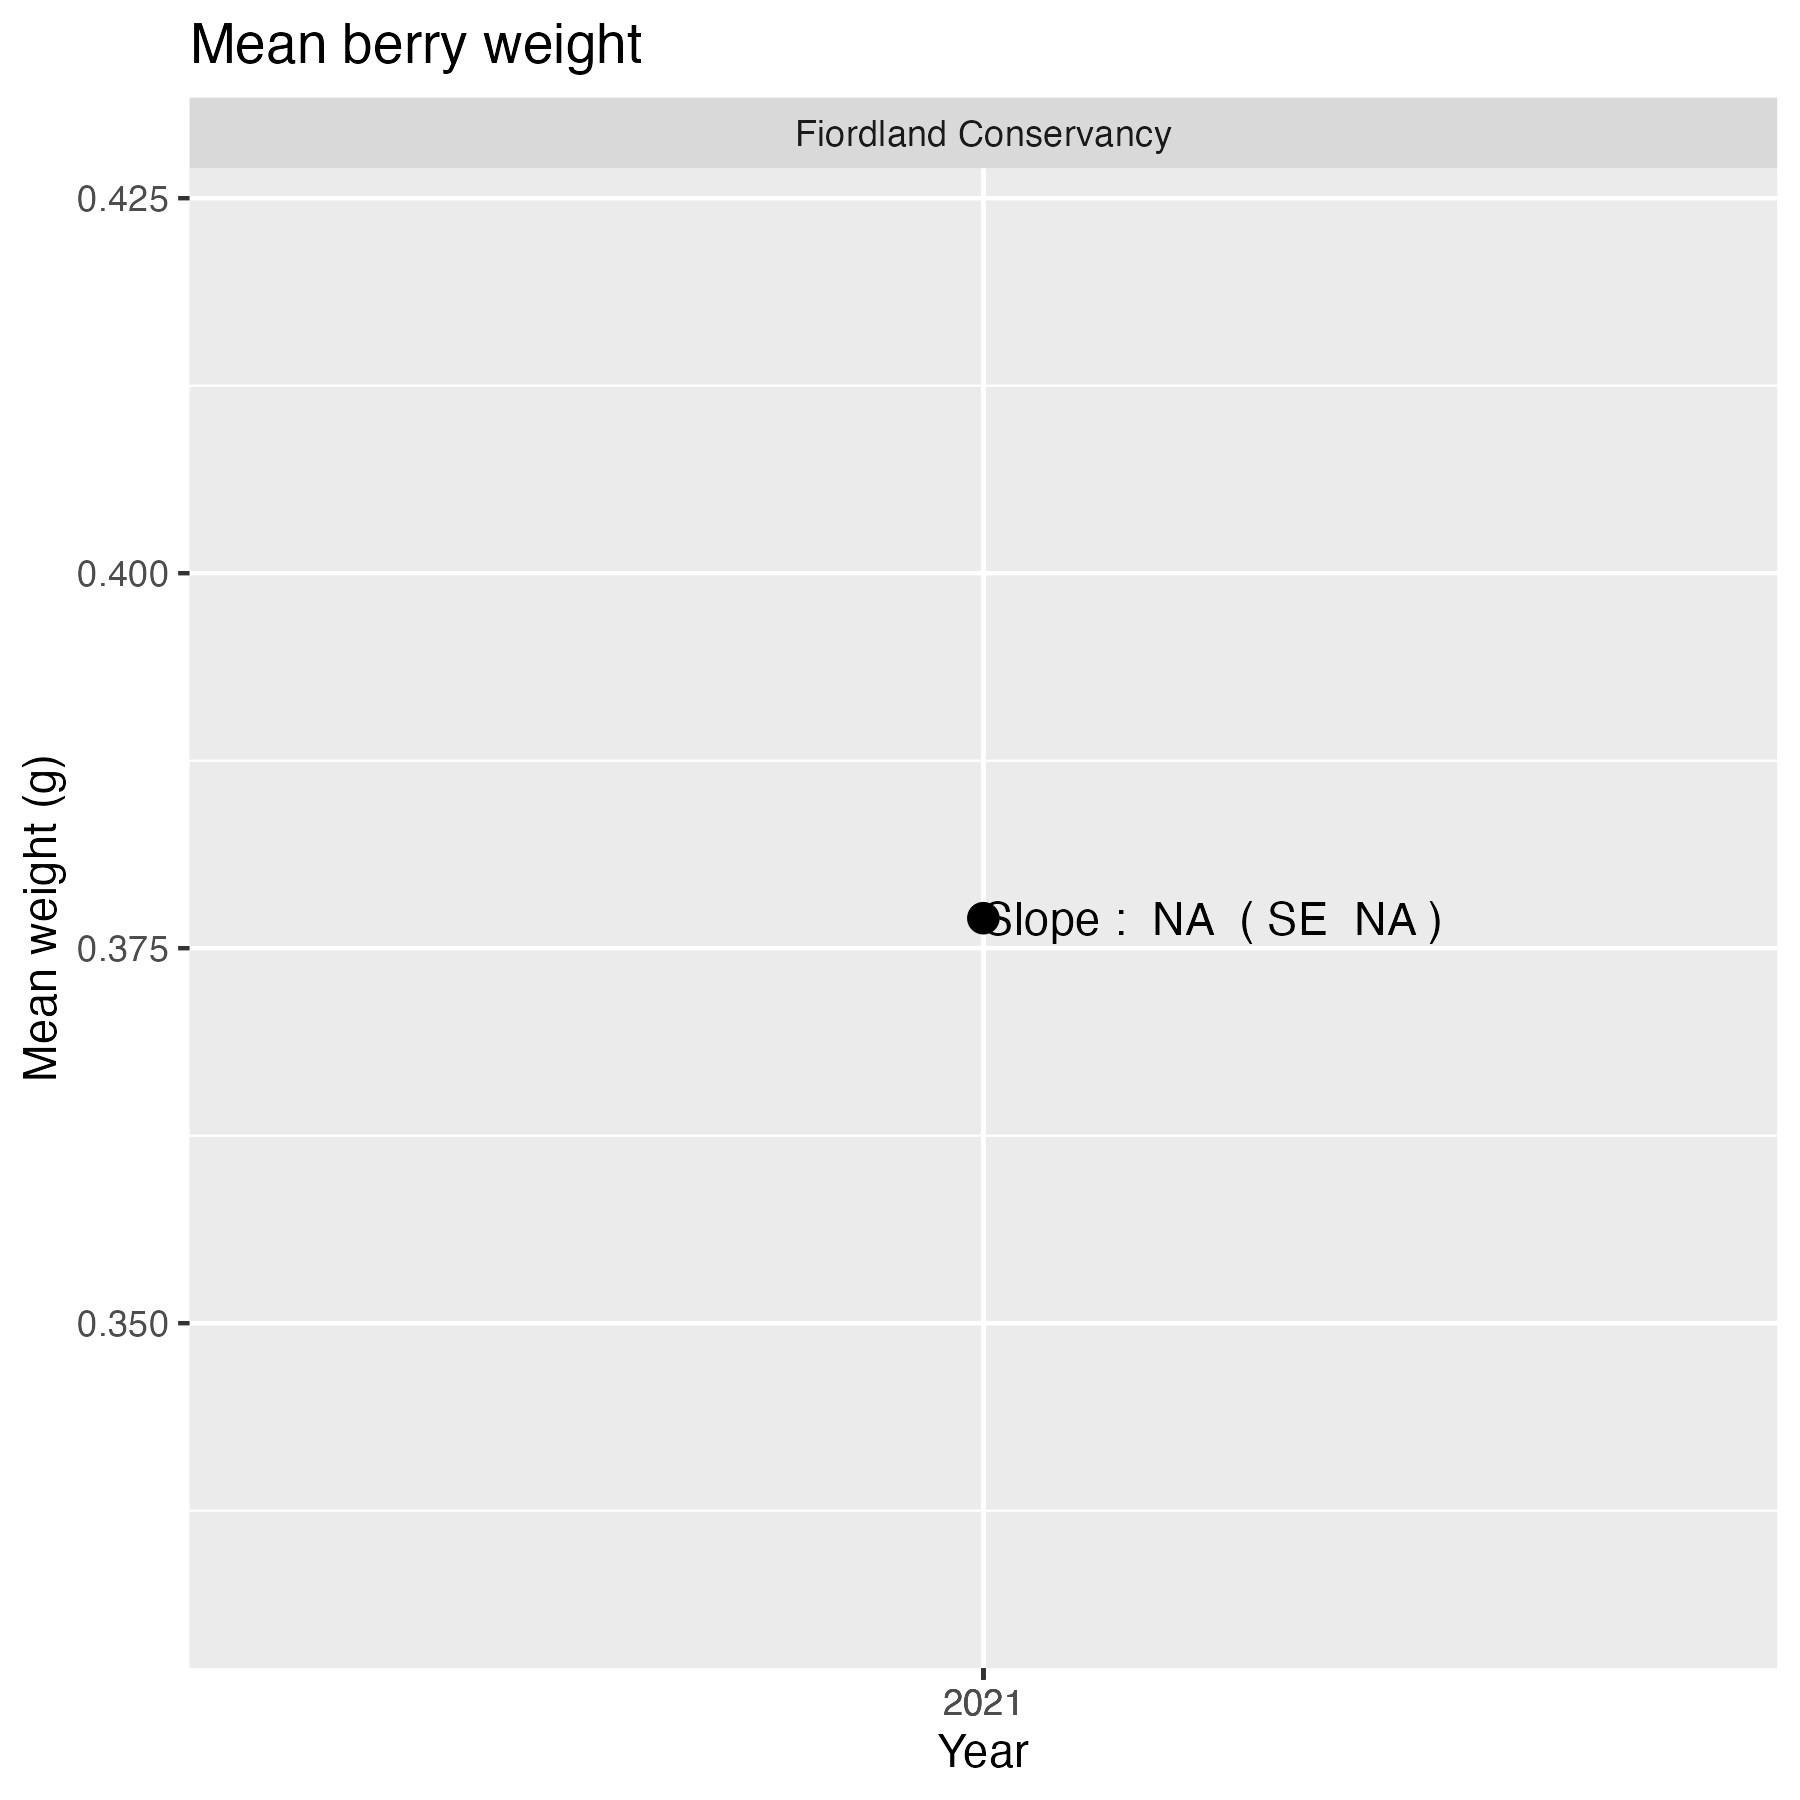 Mean berry weight
Fiordland Conservancy
0.425
0.400
0.375
0.350
Mean weight (g)
Slope : NA ( SE NA )
2021
Year